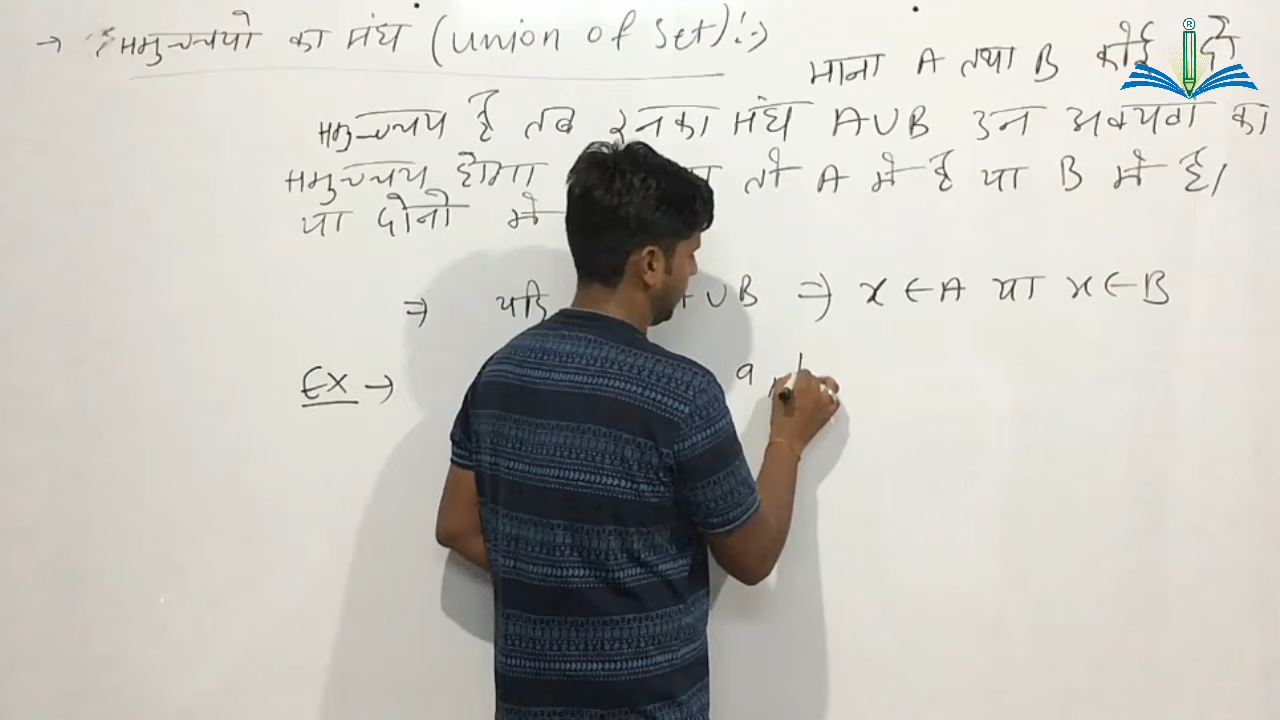 → समुच्चयो का संघ (Union of Set):→
माना A तथा B कोई दो
समुच्चय है तब इनका संघ A∪B उन अवयवो का
समुच्चय होगा तो A मे है या B मे है।
या दोनो मे
⇒ यदि ∪B ⇒ x∈A या x∈B
Ex → a,